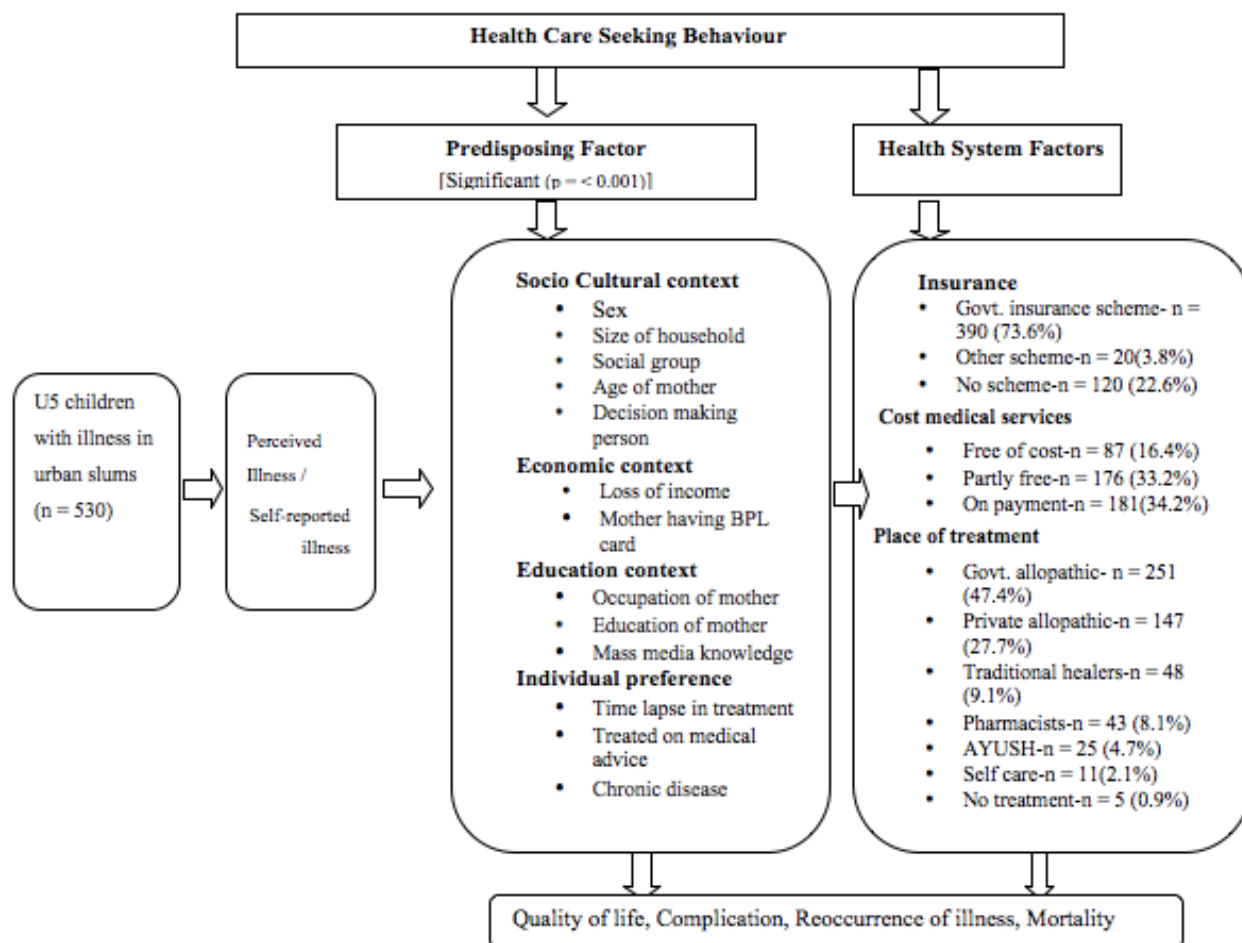 Health Care Seeking Behaviour
Predisposing Factor
[Significant (p = < 0.001)]
Health System Factors
U5 children
with illness in
urban slums
(n = 530)
Perceived
Illness /
Self-reported
illness
Socio Cultural context
• Sex
• Size of household
• Social group
• Age of mother
• Decision making
person
Economic context
• Loss of income
• Mother having BPL
card
Education context
• Occupation of mother
• Education of mother
• Mass media knowledge
Individual preference
• Time lapse in treatment
• Treated on medical
advice
• Chronic disease
Insurance
• Govt. insurance scheme- n =
390 (73.6%)
• Other scheme-n = 20(3.8%)
• No scheme-n = 120 (22.6%)
Cost medical services
• Free of cost-n = 87 (16.4%)
• Partly free-n = 176 (33.2%)
• On payment-n = 181(34.2%)
Place of treatment
• Govt. allopathic- n = 251
(47.4%)
• Private allopathic-n = 147
(27.7%)
• Traditional healers-n = 48
(9.1%)
• Pharmacists-n = 43 (8.1%)
• AYUSH-n = 25 (4.7%)
• Self care-n = 11(2.1%)
• No treatment-n = 5 (0.9%)
Quality of life, Complication, Reoccurrence of illness, Mortality